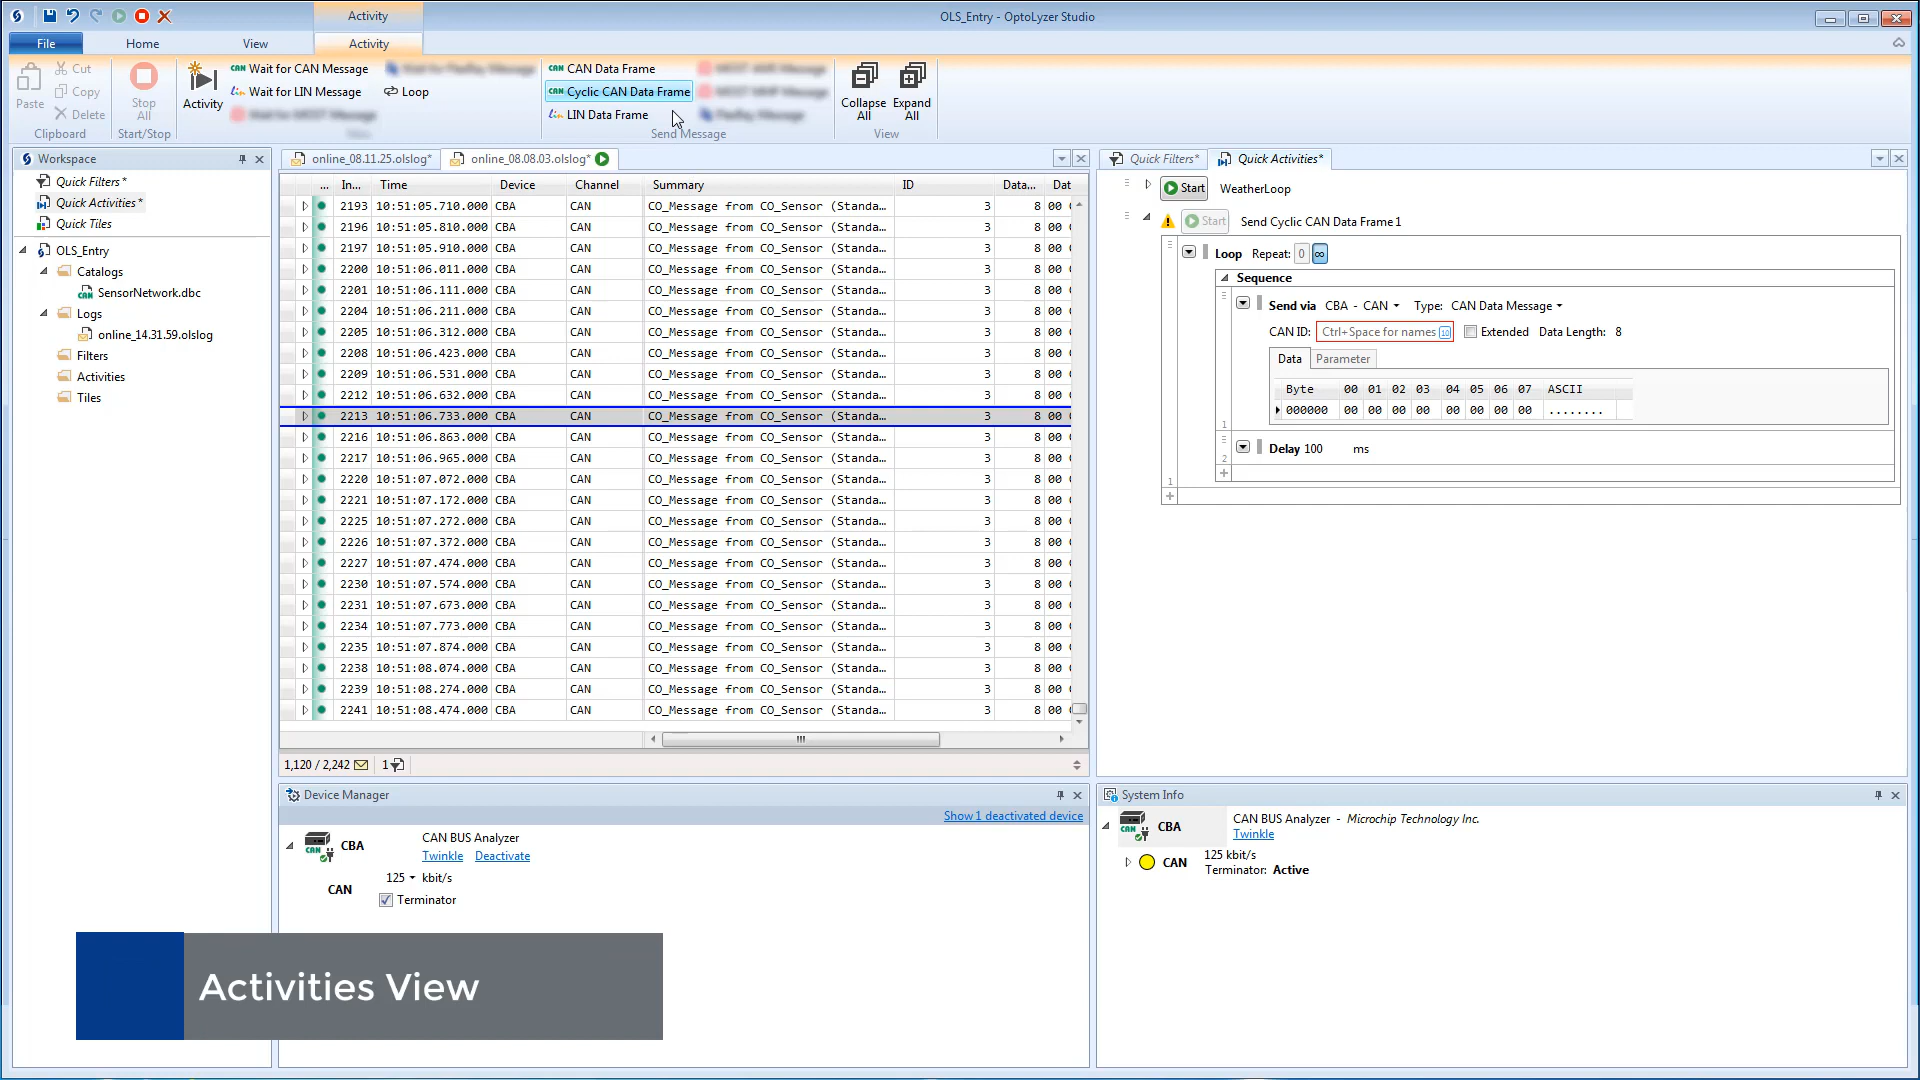 Activity
OLS_Entry - OptoLyzer Studio
File Home View Activity
Paste Cut Copy Delete Clipboard
Stop All Start/Stop
Activity
Wait for CAN Message
Wait for LIN Message Loop
CAN Data Frame
Cyclic CAN Data Frame
LIN Data Frame
Send Message
Collapse All Expand All
View
Workspace
Quick Filters*
Quick Activities*
Quick Tiles
OLS_Entry
Catalogs
SensorNetwork.dbc
Logs
online_14.31.59.olslog
Filters
Activities
Tiles
online_08.11.25.olslog* online_08.08.03.olslog*
... In... Time Device Channel Summary ID Data... Dat
2193 10:51:05.710.000 CBA CAN CO_Message from CO_Sensor (Standa... 3 8 00
2196 10:51:05.810.000 CBA CAN CO_Message from CO_Sensor (Standa... 3 8 00
2197 10:51:05.910.000 CBA CAN CO_Message from CO_Sensor (Standa... 3 8 00
2200 10:51:06.011.000 CBA CAN CO_Message from CO_Sensor (Standa... 3 8 00
2201 10:51:06.111.000 CBA CAN CO_Message from CO_Sensor (Standa... 3 8 00
2204 10:51:06.211.000 CBA CAN CO_Message from CO_Sensor (Standa... 3 8 00
2205 10:51:06.312.000 CBA CAN CO_Message from CO_Sensor (Standa... 3 8 00
2208 10:51:06.423.000 CBA CAN CO_Message from CO_Sensor (Standa... 3 8 00
2209 10:51:06.531.000 CBA CAN CO_Message from CO_Sensor (Standa... 3 8 00
2212 10:51:06.632.000 CBA CAN CO_Message from CO_Sensor (Standa... 3 8 00
2213 10:51:06.733.000 CBA CAN CO_Message from CO_Sensor (Standa... 3 8 00
2216 10:51:06.863.000 CBA CAN CO_Message from CO_Sensor (Standa... 3 8 00
2217 10:51:06.965.000 CBA CAN CO_Message from CO_Sensor (Standa... 3 8 00
2220 10:51:07.072.000 CBA CAN CO_Message from CO_Sensor (Standa... 3 8 00
2221 10:51:07.172.000 CBA CAN CO_Message from CO_Sensor (Standa... 3 8 00
2225 10:51:07.272.000 CBA CAN CO_Message from CO_Sensor (Standa... 3 8 00
2226 10:51:07.372.000 CBA CAN CO_Message from CO_Sensor (Standa... 3 8 00
2227 10:51:07.474.000 CBA CAN CO_Message from CO_Sensor (Standa... 3 8 00
2230 10:51:07.574.000 CBA CAN CO_Message from CO_Sensor (Standa... 3 8 00
2231 10:51:07.673.000 CBA CAN CO_Message from CO_Sensor (Standa... 3 8 00
2234 10:51:07.773.000 CBA CAN CO_Message from CO_Sensor (Standa... 3 8 00
2235 10:51:07.874.000 CBA CAN CO_Message from CO_Sensor (Standa... 3 8 00
2238 10:51:08.074.000 CBA CAN CO_Message from CO_Sensor (Standa... 3 8 00
2239 10:51:08.274.000 CBA CAN CO_Message from CO_Sensor (Standa... 3 8 00
2241 10:51:08.474.000 CBA CAN CO_Message from CO_Sensor (Standa... 3 8 00
1,120 / 2,242 1
Quick Filters* Quick Activities*
Start WeatherLoop
Start Send Cyclic CAN Data Frame 1
Loop Repeat: 0 ∞
Sequence
Send via CBA - CAN Type: CAN Data Message
CAN ID: Ctrl+Space for names 10 Extended Data Length: 8
Data Parameter
Byte 00 01 02 03 04 05 06 07 ASCII
000000 00 00 00 00 00 00 00 00 ........
1
Delay 100 ms
2
1
Device Manager
Show 1 deactivated device
CBA CAN BUS Analyzer
Twinkle Deactivate
CAN 125 kbit/s
Terminator
System Info
CBA CAN BUS Analyzer - Microchip Technology Inc.
Twinkle
CAN 125 kbit/s
Terminator: Active
Activities View